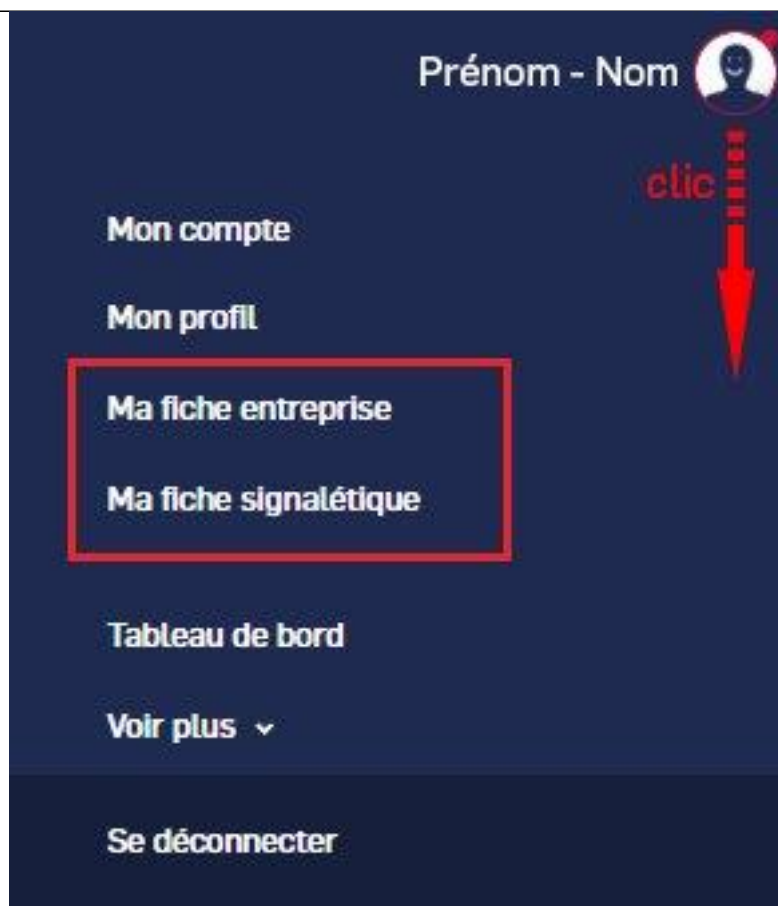 Prénom - Nom
clic
Mon compte
Mon profil
Ma fiche entreprise
Ma fiche signalétique
Tableau de bord
Voir plus
Se déconnecter